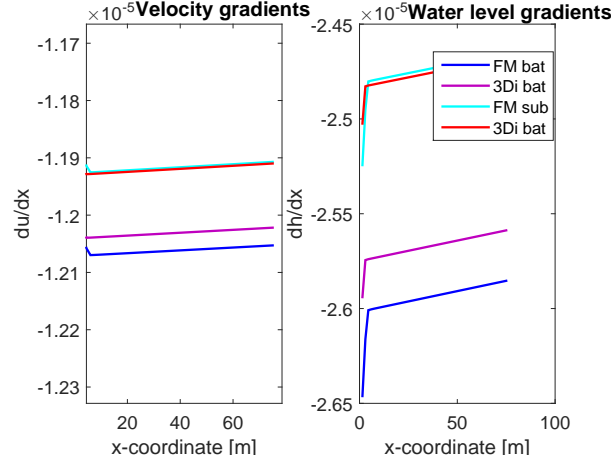 ×10⁻⁵ Velocity gradients
-1.17
-1.18
-1.19
-1.2
-1.21
-1.22
-1.23
du/dx
20
40
60
x-coordinate [m]
×10⁻⁵ Water level gradients
-2.45
-2.5
-2.55
-2.6
-2.65
dh/dx
0
50
100
x-coordinate [m]
FM bat
3Di bat
FM sub
3Di bat